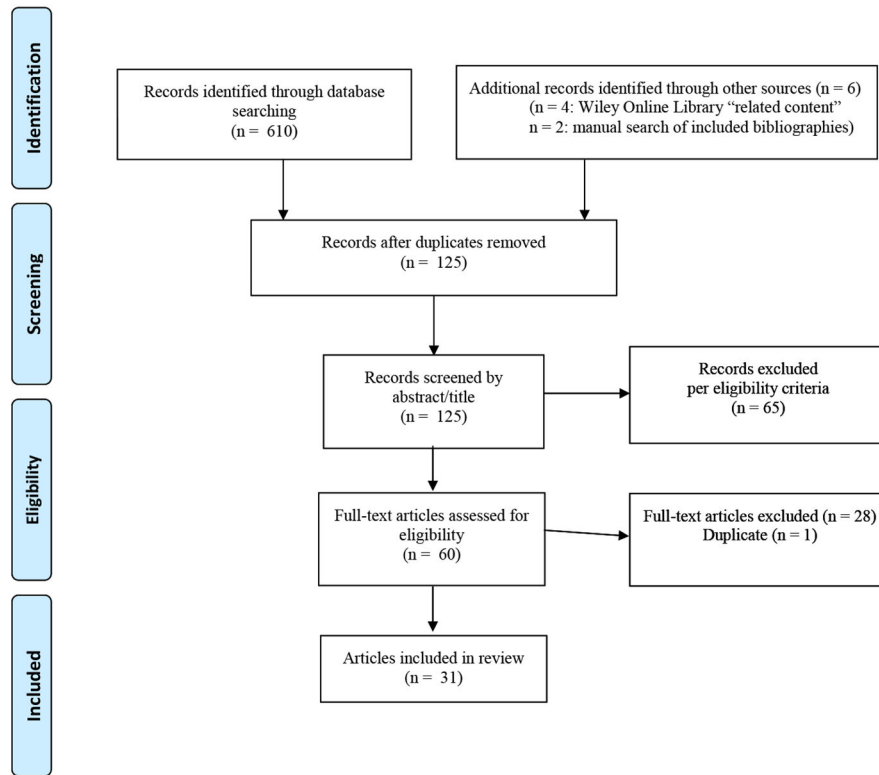 Identification
Records identified through database
searching
(n = 610)
Additional records identified through other sources (n = 6)
(n = 4: Wiley Online Library “related content”
n = 2: manual search of included bibliographies)
Screening
Records after duplicates removed
(n = 125)
Records screened by
abstract/title
(n = 125)
Records excluded
per eligibility criteria
(n = 65)
Eligibility
Full-text articles assessed for
eligibility
(n = 60)
Full-text articles excluded (n = 28)
Duplicate (n = 1)
Included
Articles included in review
(n = 31)